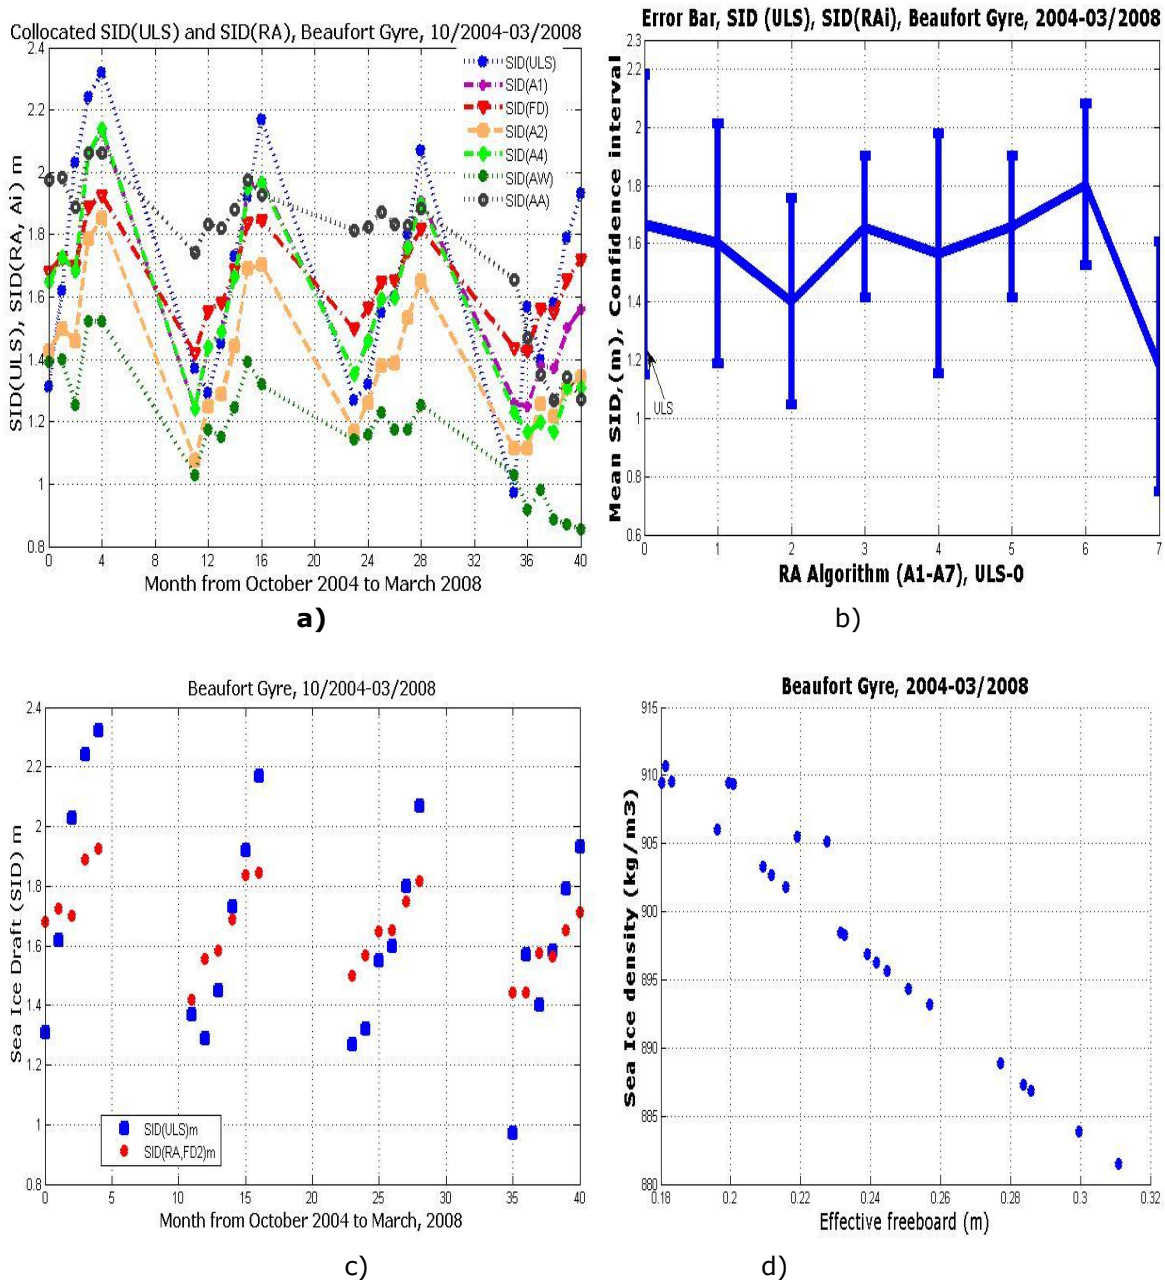 Collocated SID(ULS) and SID(RA), Beaufort Gyre, 10/2004-03/2008
SID(ULS), SID(RA, Ai) m
2.4
2.2
2
1.8
1.6
1.4
1.2
1
0.8
SID(ULS)
SID(A1)
SID(FD)
SID(A2)
SID(A4)
SID(AW)
SID(AA)
0 4 8 12 16 20 24 28 32 36 40
Month from October 2004 to March 2008
a)
Error Bar, SID (ULS), SID(RAi), Beaufort Gyre, 2004-03/2008
Mean SID,(m), Confidence interval
2.3
2.2
2
1.8
1.6
1.4
1.2
1
0.8
0.6
ULS
0 1 2 3 4 5 6 7
RA Algorithm (A1-A7), ULS-0
b)
Beaufort Gyre, 10/2004-03/2008
Sea Ice Draft (SID) m
2.4
2.2
2
1.8
1.6
1.4
1.2
1
0.8
SID(ULS)m
SID(RA,FD2)m
0 5 10 15 20 25 30 35 40
Month from October 2004 to March, 2008
c)
Beaufort Gyre, 2004-03/2008
Sea Ice density (kg/m3)
915
910
905
900
895
890
885
880
0.18 0.2 0.22 0.24 0.26 0.28 0.3 0.32
Effective freeboard (m)
d)